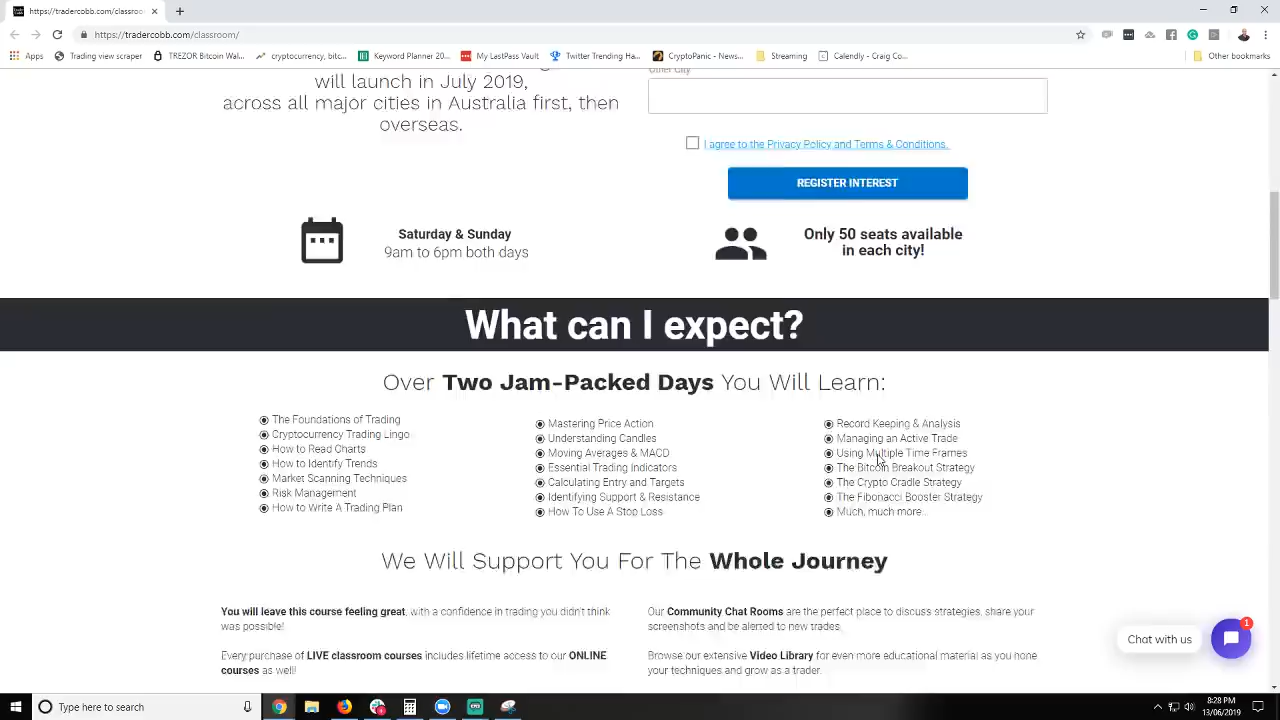 https://tradercobb.com/classroo
https://tradercobb.com/classroom/
Apps
Trading view scraper
TREZOR Bitcoin Wal...
cryptocurrency, bitc...
Keyword Planner 20...
My LastPass Vault
Twitter Trending Ha...
CryptoPanic - News...
Streaming
Calendly - Craig Co...
Other bookmarks
will launch in July 2019,
across all major cities in Australia first, then
overseas.
Other City
I agree to the Privacy Policy and Terms & Conditions.
REGISTER INTEREST
Saturday & Sunday
9am to 6pm both days
Only 50 seats available
in each city!
What can I expect?
Over Two Jam-Packed Days You Will Learn:
The Foundations of Trading
Cryptocurrency Trading Lingo
How to Read Charts
How to Identify Trends
Market Scanning Techniques
Risk Management
How to Write A Trading Plan
Mastering Price Action
Understanding Candles
Moving Averages & MACD
Essential Trading Indicators
Calculating Entry and Targets
Identifying Support & Resistance
How To Use A Stop Loss
Record Keeping & Analysis
Managing an Active Trade
Using Multiple Time Frames
The Bitcoin Breakout Strategy
The Crypto Cradle Strategy
The Fibonacci Booster Strategy
Much, much more...
We Will Support You For The Whole Journey
You will leave this course feeling great, with a confidence in trading you didn't think
was possible!
Every purchase of LIVE classroom courses includes lifetime access to our ONLINE
courses as well!
Our Community Chat Rooms are the perfect place to discuss strategies, share your
screenshots and be alerted to new trades.
Browse our extensive Video Library for even more educational material as you hone
your techniques and grow as a trader.
Chat with us
1
Type here to search
8:28 PM
13/06/2019